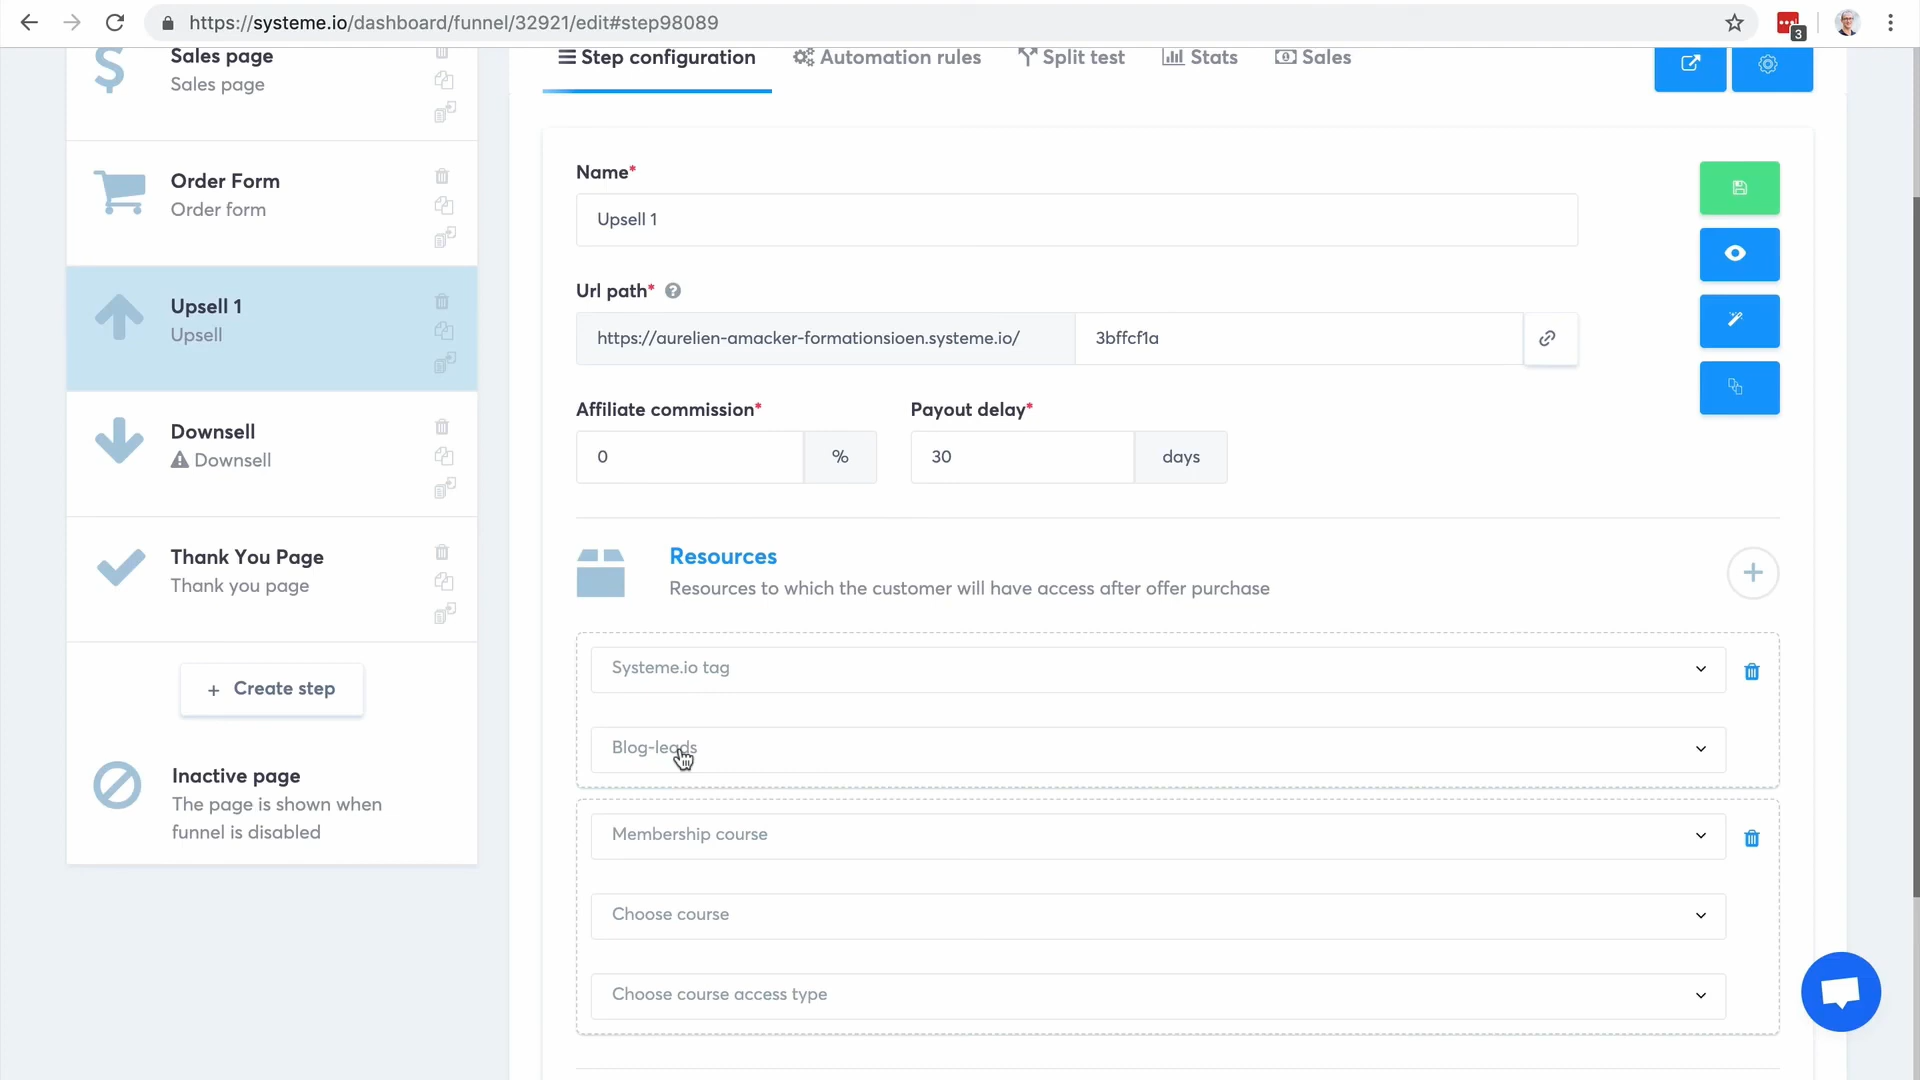 https://systeme.io/dashboard/funnel/32921/edit#step98089
3
Sales page
Sales page
Order Form
Order form
Upsell 1
Upsell
Downsell
Downsell
Thank You Page
Thank you page
+ Create step
Inactive page
The page is shown when
funnel is disabled
Step configuration
Automation rules
Split test
Stats
Sales
Name*
Upsell 1
Url path* ?
https://aurelien-amacker-formationsioen.systeme.io/
3bffcf1a
Affiliate commission*
Payout delay*
0 %
30 days
Resources
Resources to which the customer will have access after offer purchase
Systeme.io tag
Blog-leads
Membership course
Choose course
Choose course access type